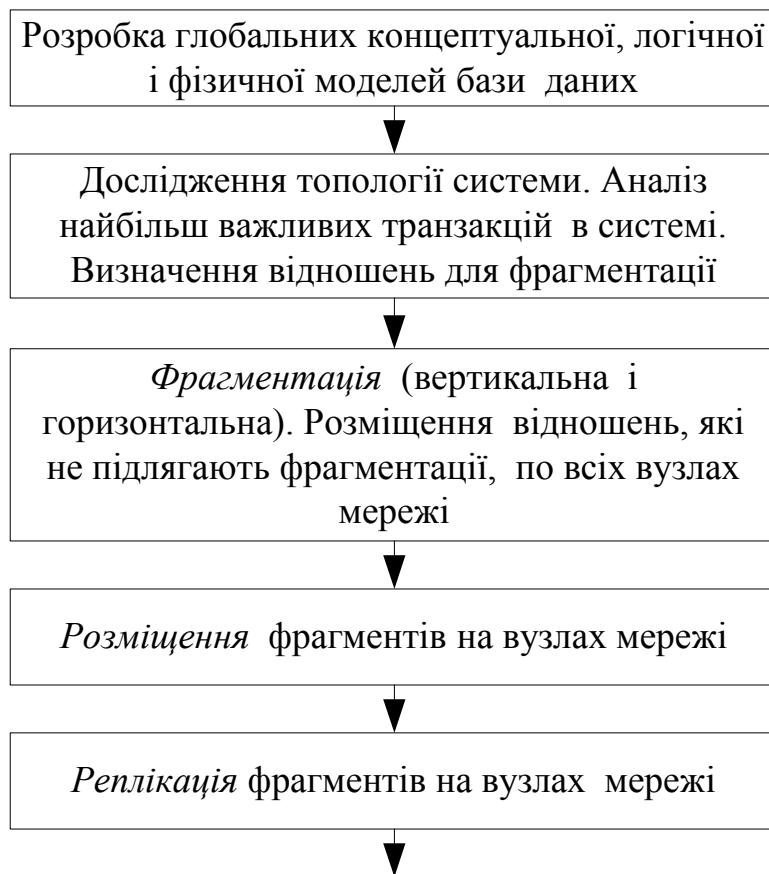 Розробка глобальних концептуальної, логічної
і фізичної моделей бази даних
Дослідження топології системи. Аналіз
найбільш важливих транзакцій в системі.
Визначення відношень для фрагментації
Фрагментація (вертикальна і
горизонтальна). Розміщення відношень, які
не підлягають фрагментації, по всіх вузлах
мережі
Розміщення фрагментів на вузлах мережі
Реплікація фрагментів на вузлах мережі